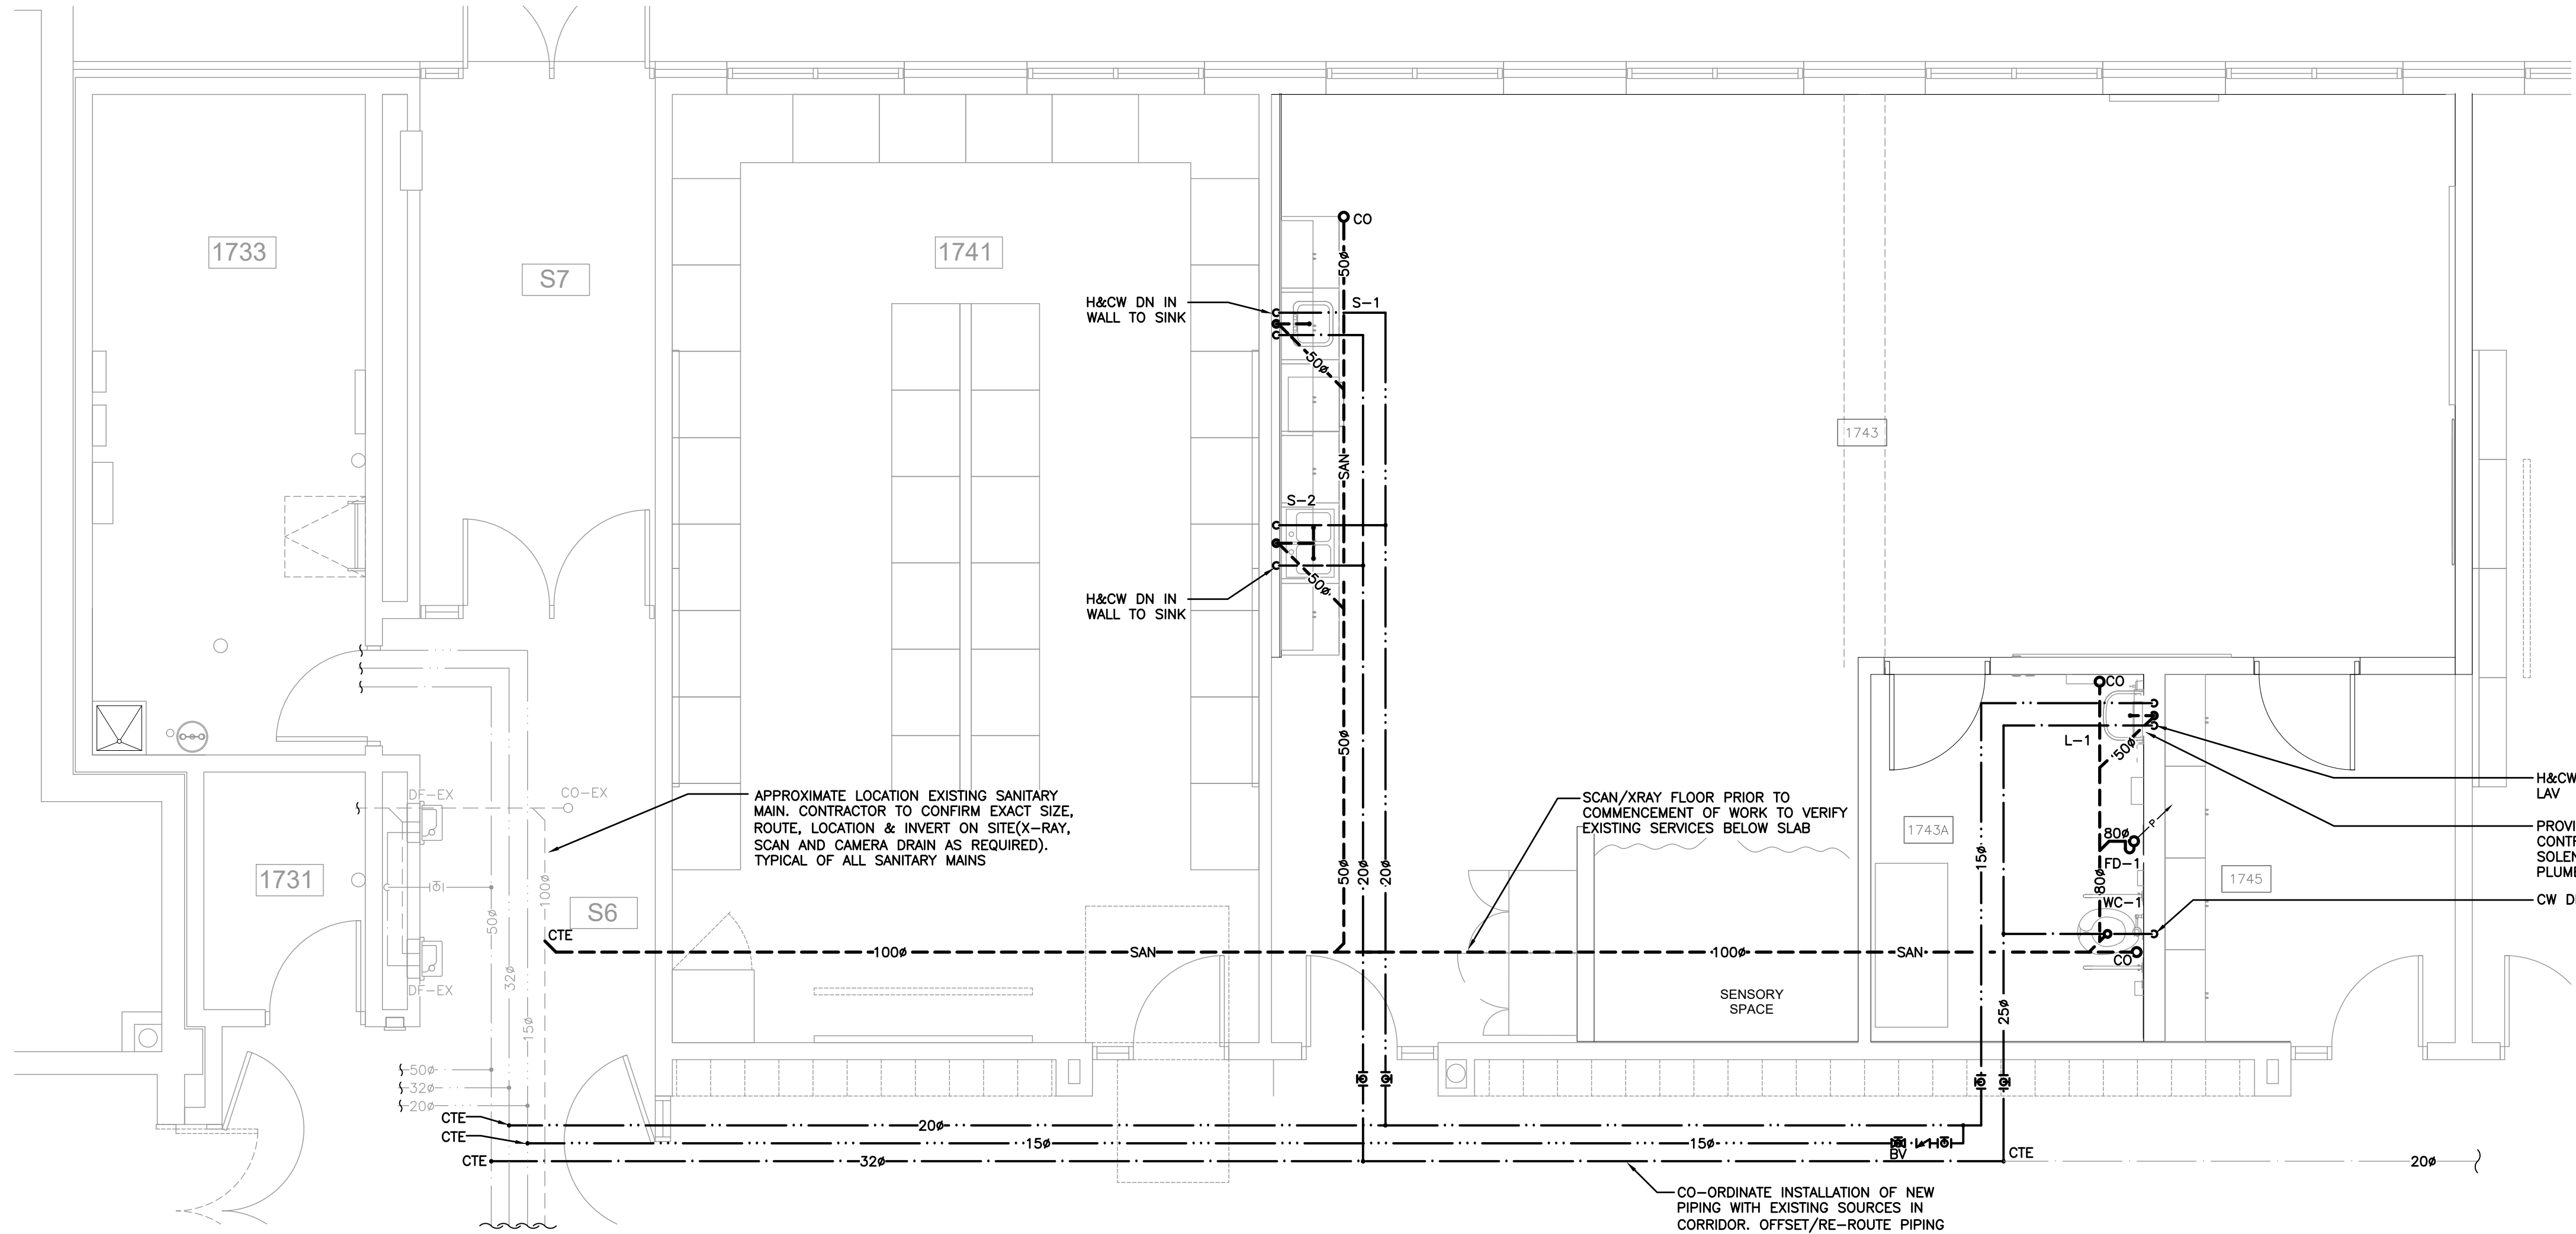 1733
S7
1741
CO
50ø
S-1
H&CW DN IN
WALL TO SINK
50ø
1743
SAN
S-2
50ø
H&CW DN IN
WALL TO SINK
CO
L-1
50ø
50ø
H&CW
LAV
DF-EX
CO-EX
APPROXIMATE LOCATION EXISTING SANITARY
MAIN. CONTRACTOR TO CONFIRM EXACT SIZE,
ROUTE, LOCATION & INVERT ON SITE(X-RAY,
SCAN AND CAMERA DRAIN AS REQUIRED).
TYPICAL OF ALL SANITARY MAINS
SCAN/XRAY FLOOR PRIOR TO
COMMENCEMENT OF WORK TO VERIFY
EXISTING SERVICES BELOW SLAB
1743A
P
80ø
FD-1
PROVI
CONTR
SOLEN
PLUME
1731
100ø
50ø
20ø
20ø
15ø
80ø
1745
WC-1
CW D
50ø
S6
CTE
100ø
SAN
100ø
SAN
CO
DF-EX
32ø
15ø
SENSORY
SPACE
25ø
50ø
32ø
20ø
CTE
20ø
CTE
15ø
15ø
BV
CTE
32ø
CTE
20ø
CO-ORDINATE INSTALLATION OF NEW
PIPING WITH EXISTING SOURCES IN
CORRIDOR. OFFSET/RE-ROUTE PIPING